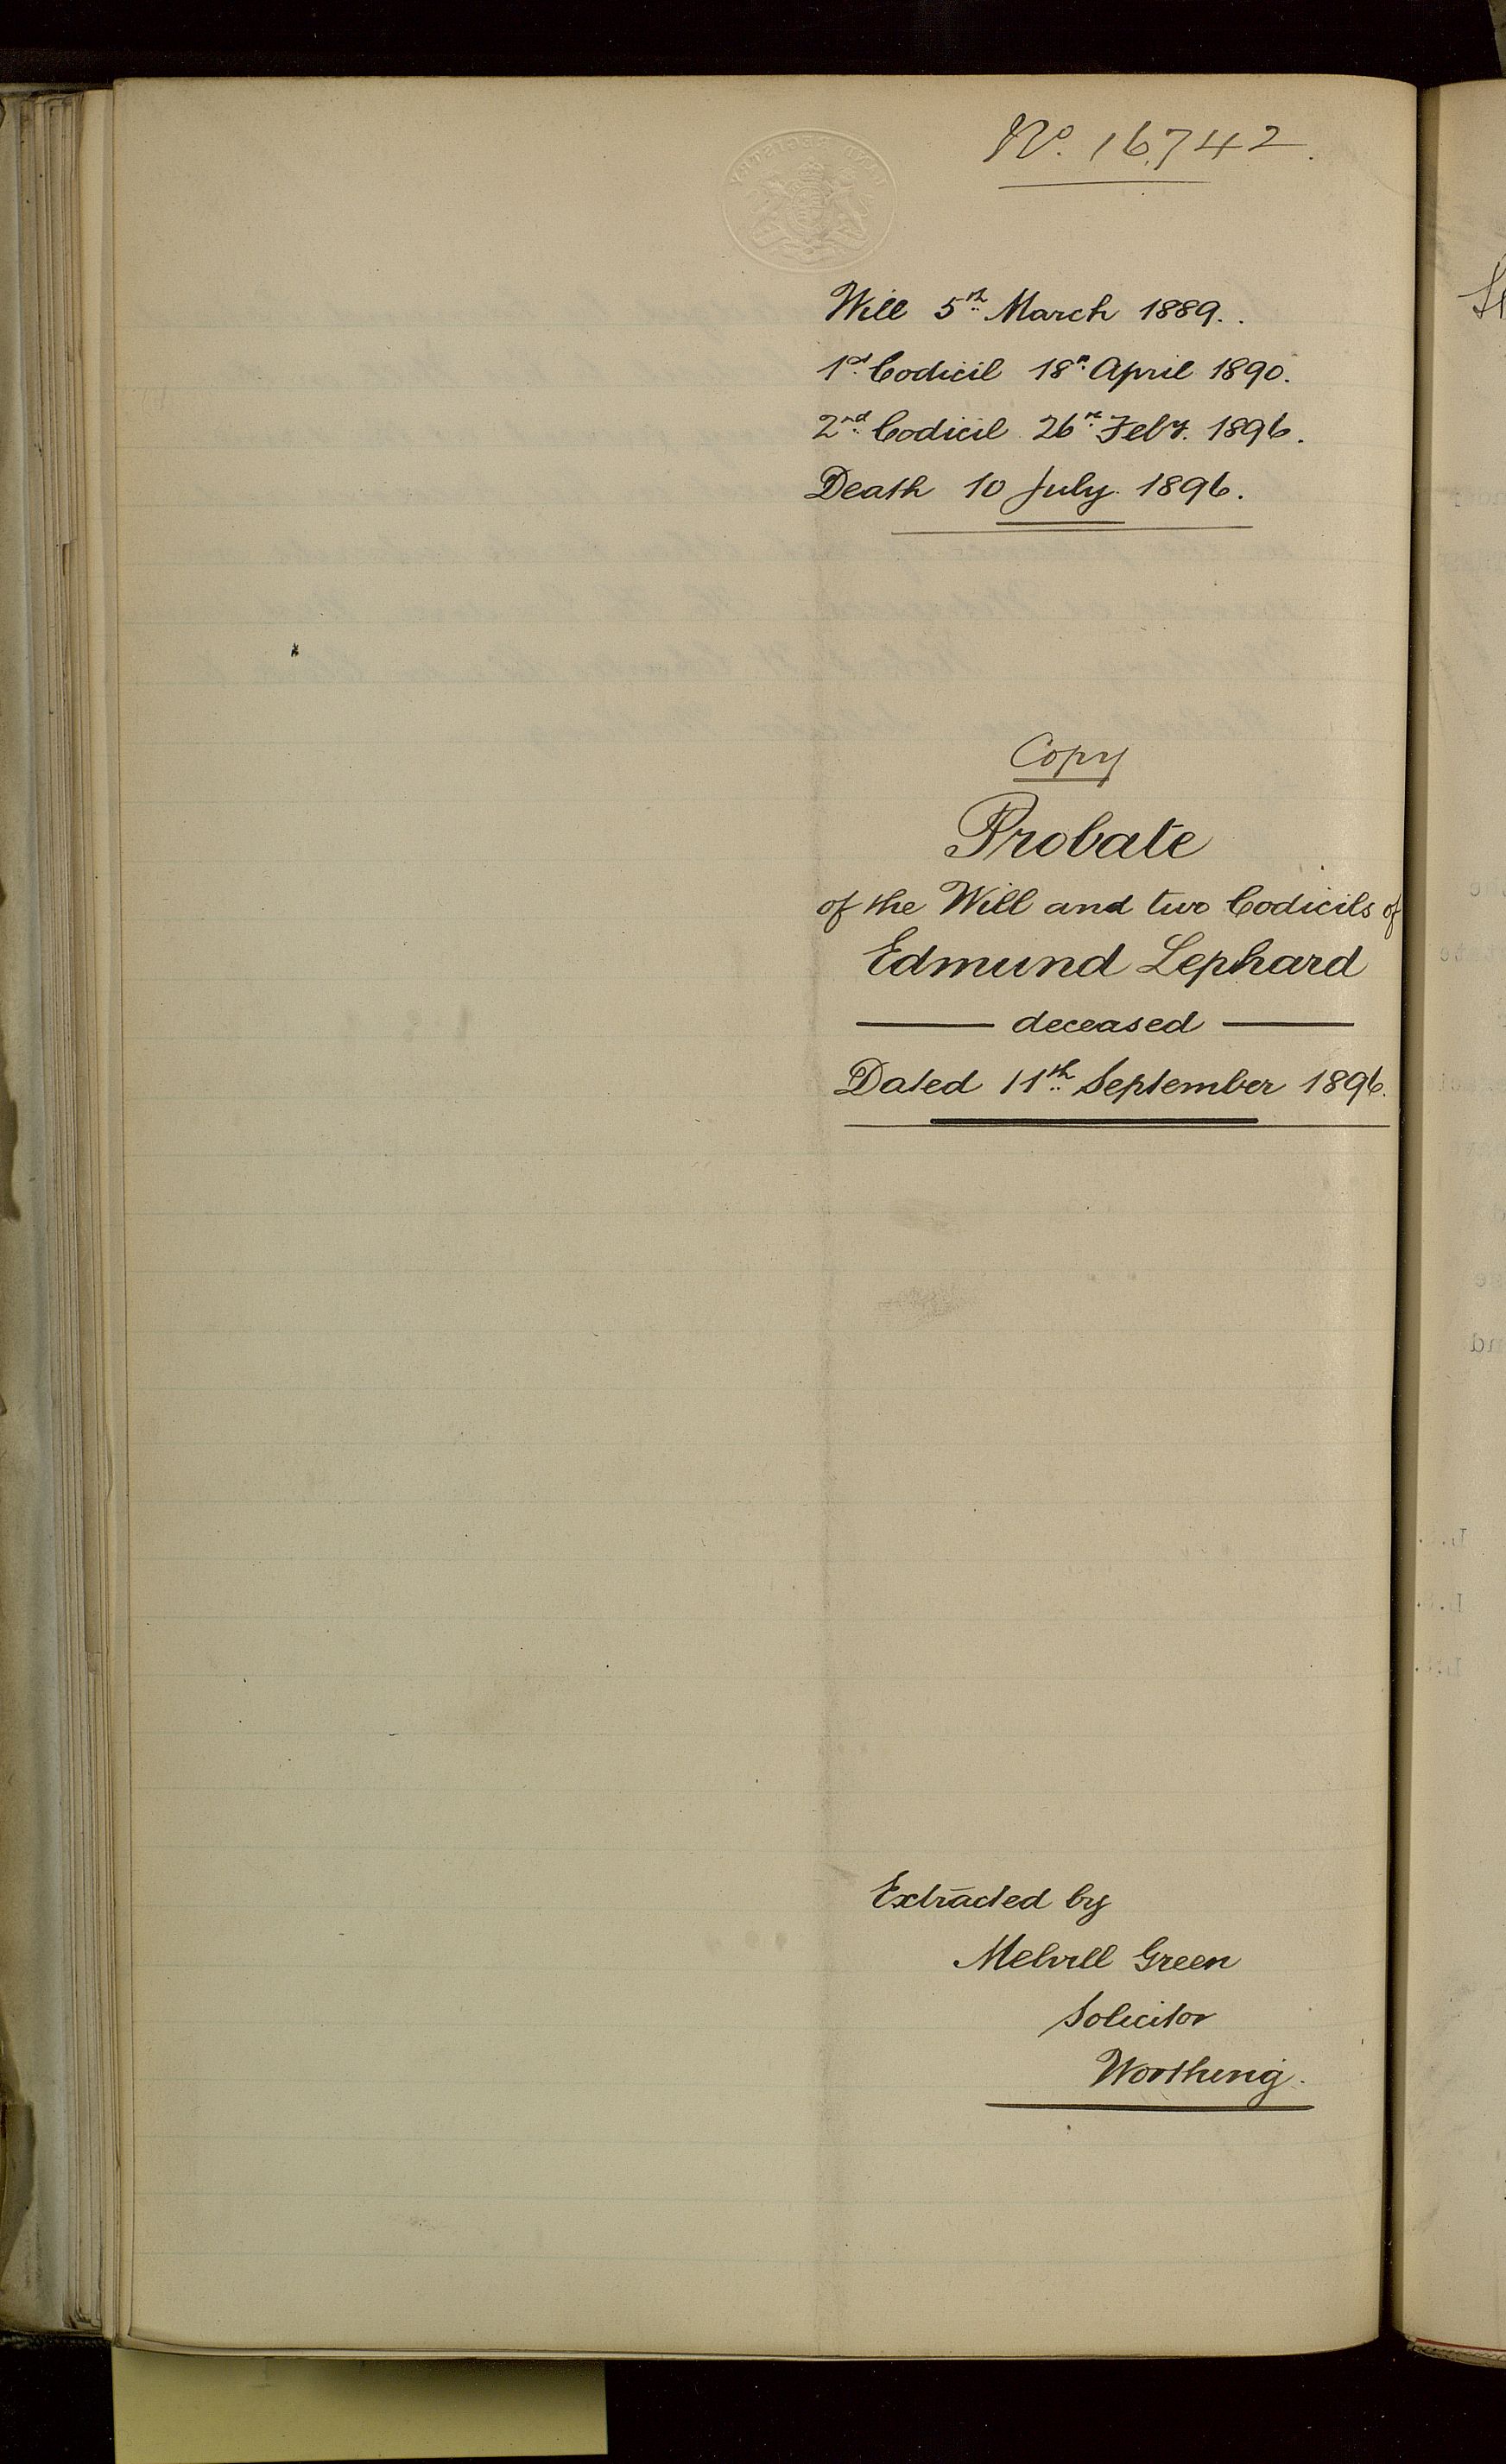 No. 16742.
LAND REGISTRY
Will 5th March 1889..
1st Codicil 18th April 1890.
2nd Codicil 26th Feby. 1896.
Death 10 July 1896.
Copy
Probate
of the Will and two Codicils of
Edmund Lephard
deceased
Dated 11th September 1896.
Extracted by
Melvill Green
Solicitor
Worthing.